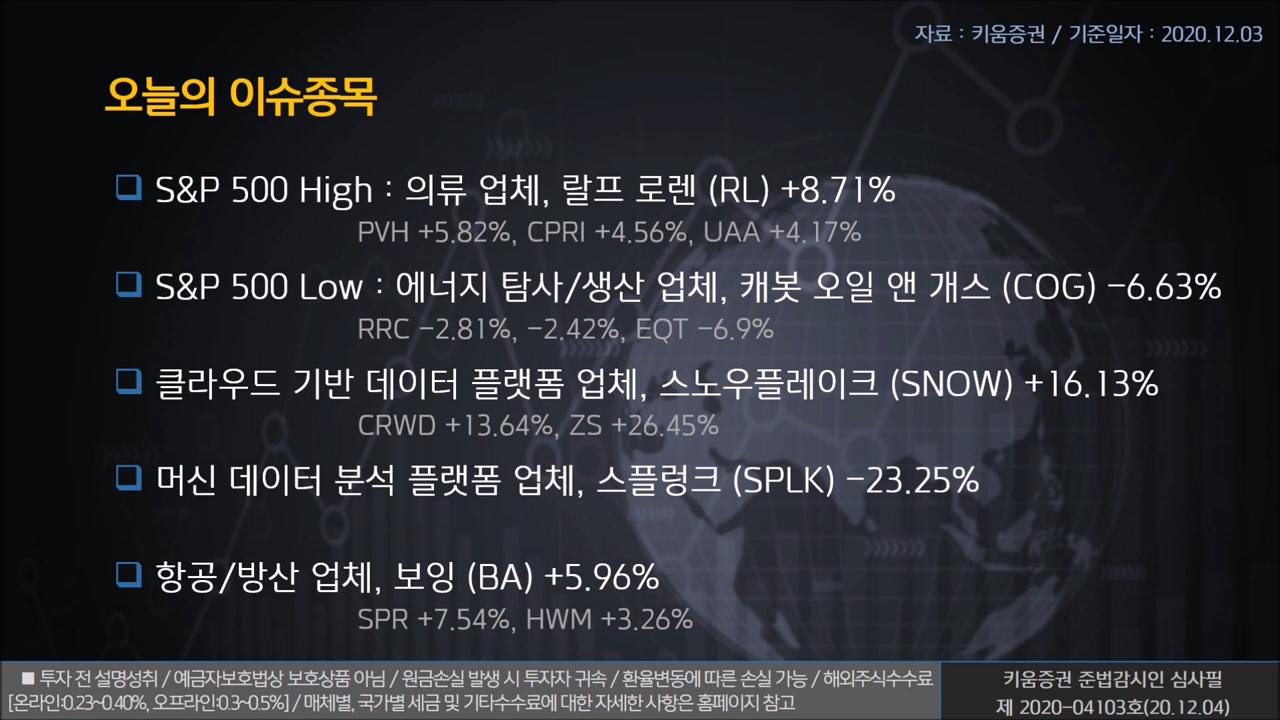 자료 : 키움증권 / 기준일자 : 2020.12.03
오늘의 이슈종목
S&P 500 High : 의류 업체, 랄프 로렌 (RL) +8.71%
PVH +5.82%, CPRI +4.56%, UAA +4.17%
S&P 500 Low : 에너지 탐사/생산 업체, 캐봇 오일 앤 개스 (COG) -6.63%
RRC -2.81%, -2.42%, EQT -6.9%
클라우드 기반 데이터 플랫폼 업체, 스노우플레이크 (SNOW) +16.13%
CRWD +13.64%, ZS +26.45%
머신 데이터 분석 플랫폼 업체, 스플렁크 (SPLK) -23.25%
항공/방산 업체, 보잉 (BA) +5.96%
SPR +7.54%, HWM +3.26%
■ 투자 전 설명성취 / 예금자보호법상 보호상품 아님 / 원금손실 발생 시 투자자 귀속 / 환율변동에 따른 손실 가능 / 해외주식수수료
[온라인:0.23~0.40%, 오프라인:0.3~0.5%] / 매체별, 국가별 세금 및 기타수수료에 대한 자세한 사항은 홈페이지 참고
키움증권 준법감시인 심사필
제 2020-04103호(20.12.04)